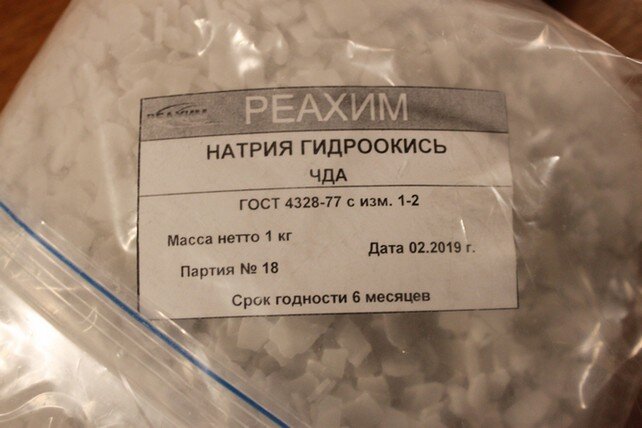 РЕАХИМ РЕАХИМ
НАТРИЯ ГИДРООКИСЬ
ЧДА
ГОСТ 4328-77 с изм. 1-2
Масса нетто 1 кг Дата 02.2019 г.
Партия № 18
Срок годности 6 месяцев